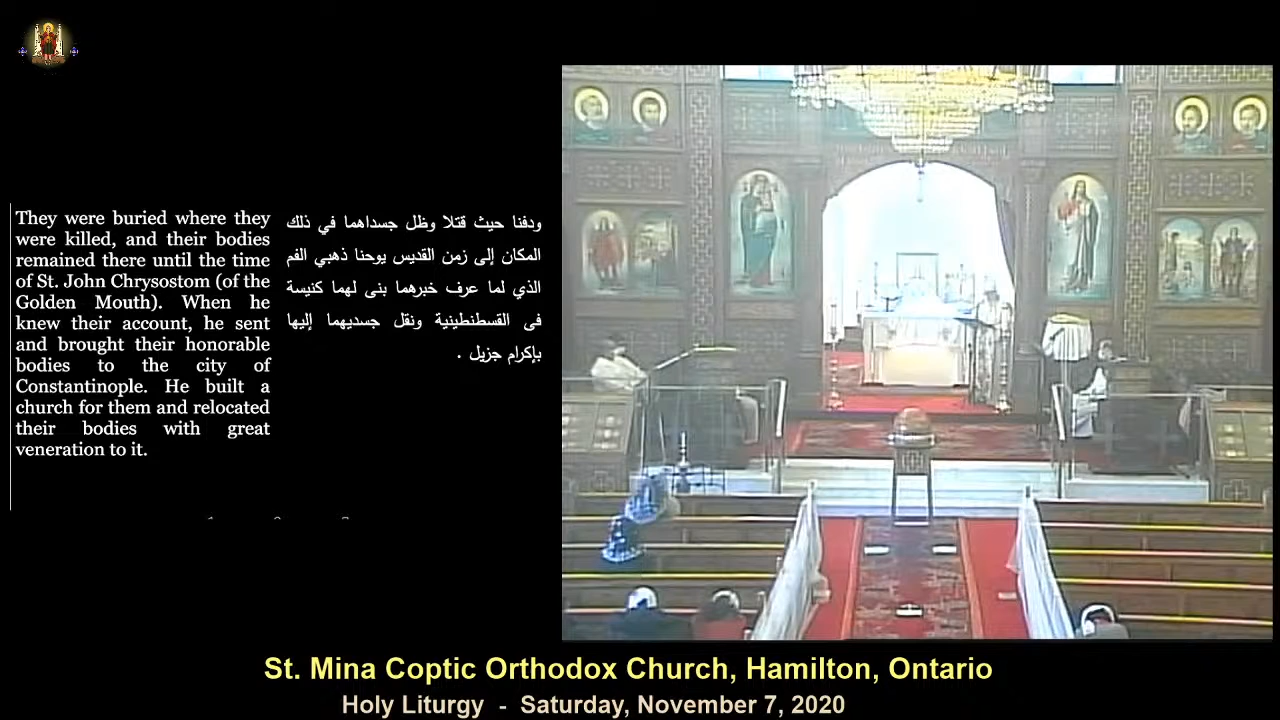 They were buried where they
were killed, and their bodies
remained there until the time
of St. John Chrysostom (of the
Golden Mouth). When he
knew their account, he sent
and brought their honorable
bodies to the city of
Constantinople. He built a
church for them and relocated
their bodies with great
veneration to it.
ودفنا حيث قتلا وظل جسداهما في ذلك
المكان إلى زمن القديس يوحنا ذهبي الفم
الذي لما عرف خبرهما بنى لهما كنيسة
فى القسطنطينية ونقل جسديهما إليها
بإكرام جزيل .
St. Mina Coptic Orthodox Church, Hamilton, Ontario
Holy Liturgy - Saturday, November 7, 2020